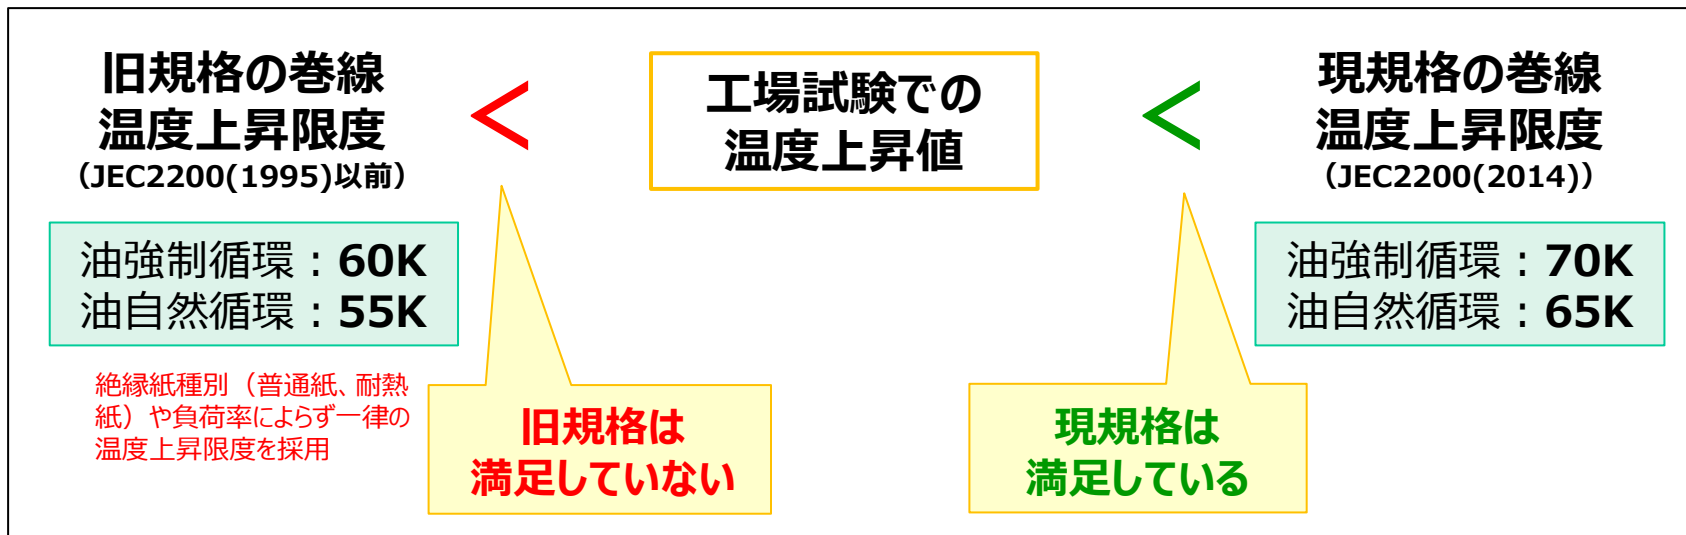 旧規格の巻線
温度上昇限度
（JEC2200(1995)以前）
油強制循環：60K
油自然循環：55K
絶縁紙種別（普通紙、耐熱
紙）や負荷率によらず一律の
温度上昇限度を採用
<
工場試験での
温度上昇値
<
現規格の巻線
温度上昇限度
（JEC2200(2014)）
油強制循環：70K
油自然循環：65K
旧規格は
満足していない
現規格は
満足している